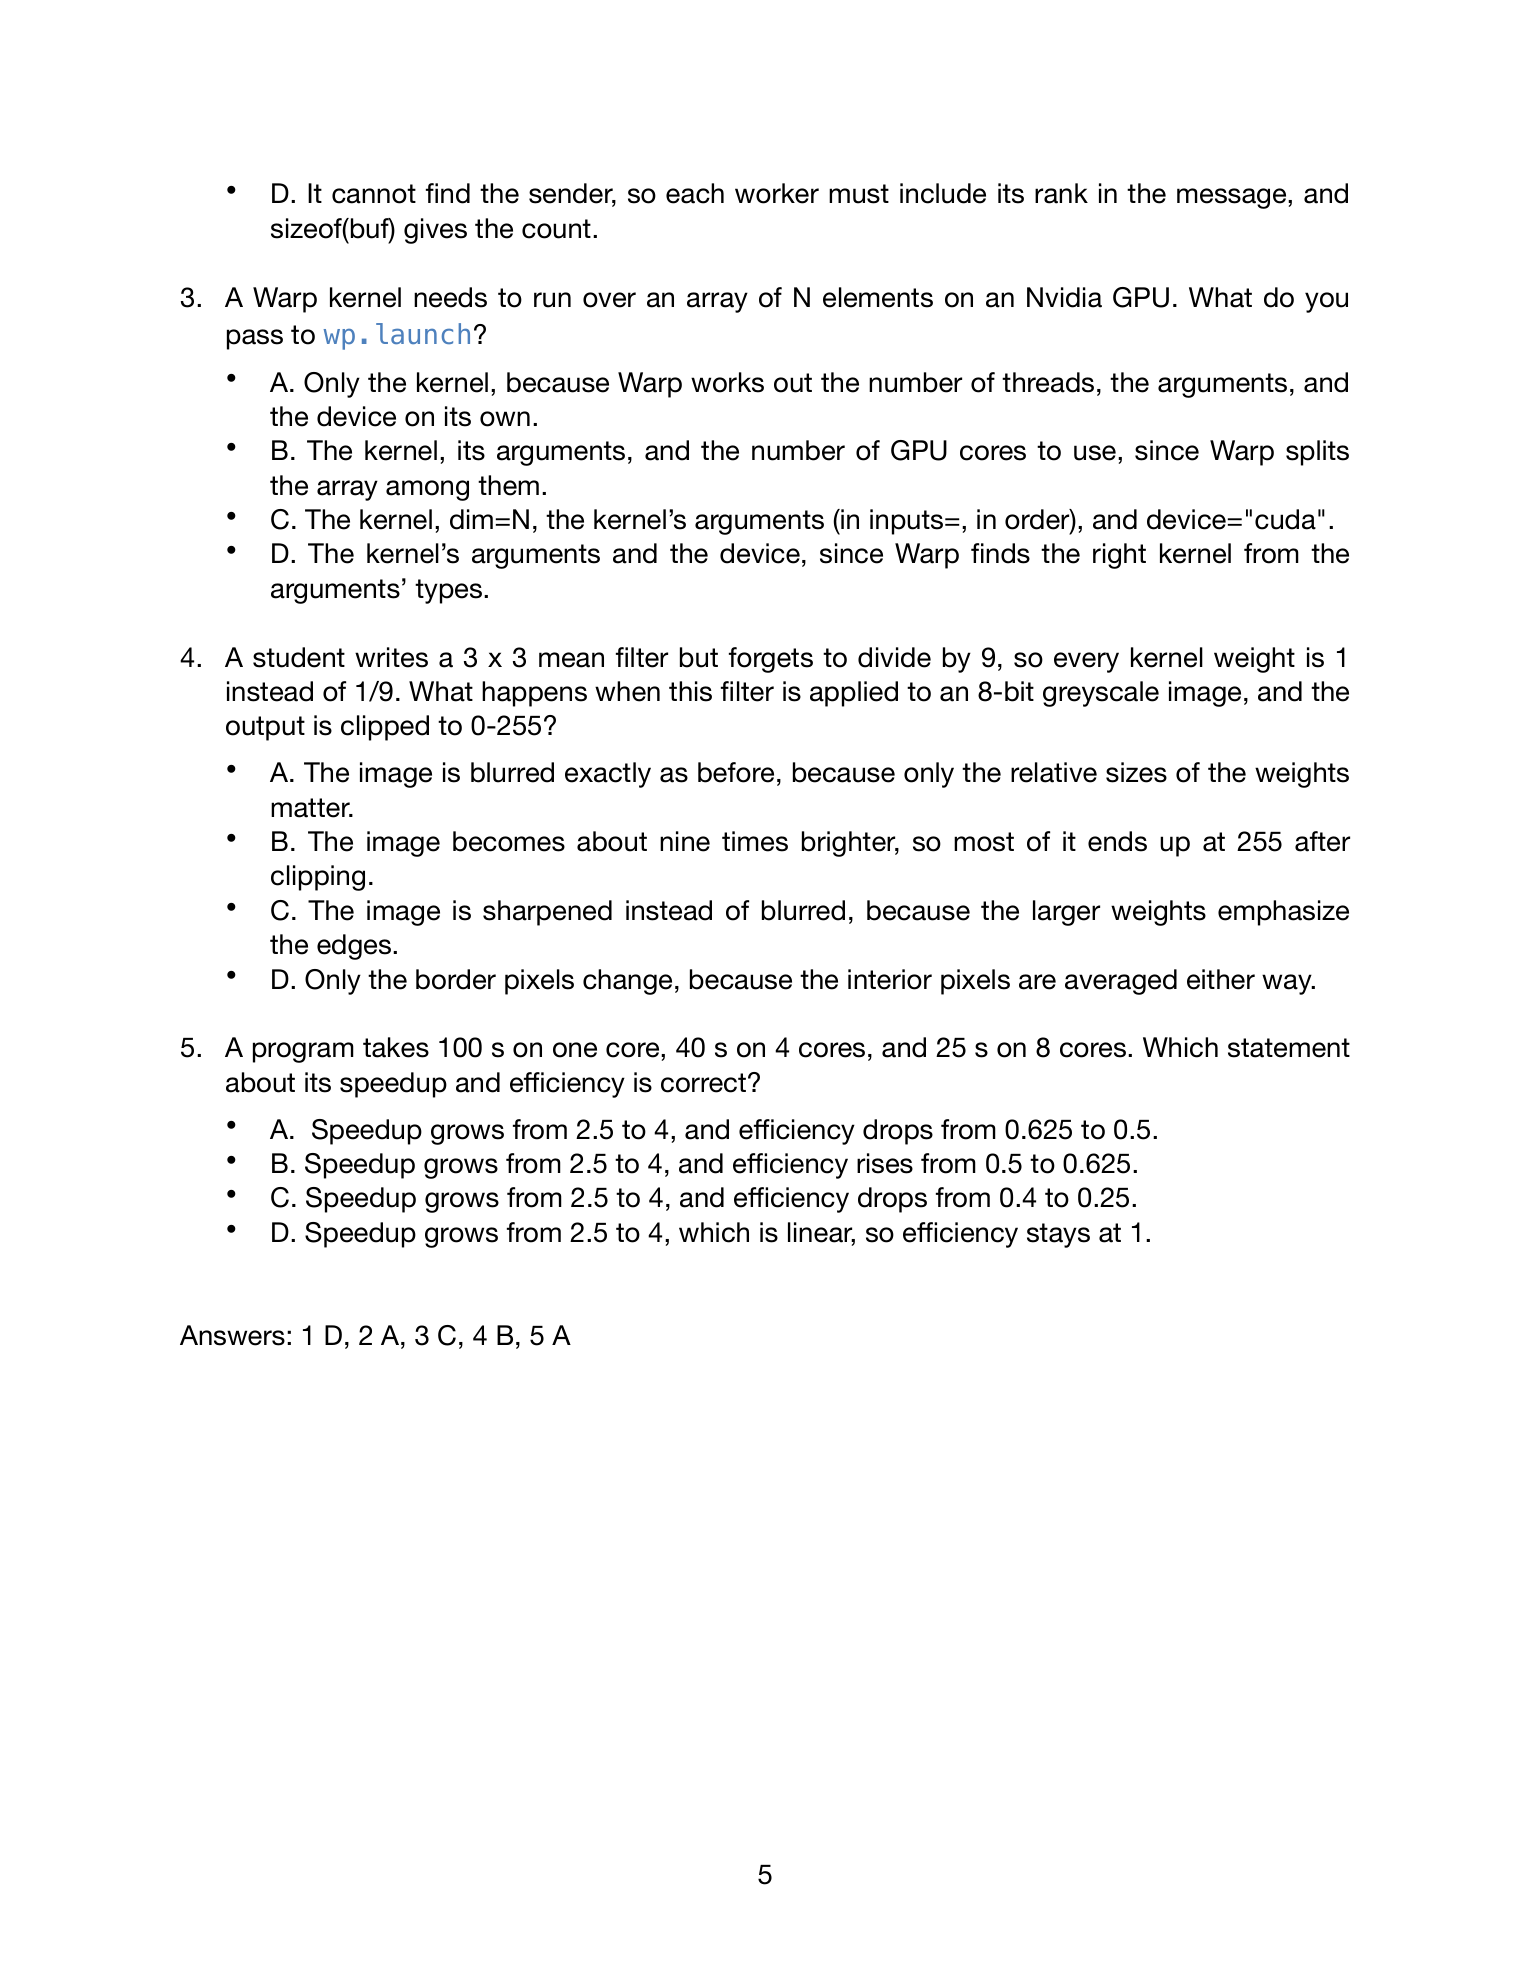 • D. It cannot find the sender, so each worker must include its rank in the message, and
sizeof(buf) gives the count.
3. A Warp kernel needs to run over an array of N elements on an Nvidia GPU. What do you
pass to wp.launch?
• A. Only the kernel, because Warp works out the number of threads, the arguments, and
the device on its own.
• B. The kernel, its arguments, and the number of GPU cores to use, since Warp splits
the array among them.
• C. The kernel, dim=N, the kernel’s arguments (in inputs=, in order), and device="cuda".
• D. The kernel’s arguments and the device, since Warp finds the right kernel from the
arguments’ types.
4. A student writes a 3 x 3 mean filter but forgets to divide by 9, so every kernel weight is 1
instead of 1/9. What happens when this filter is applied to an 8-bit greyscale image, and the
output is clipped to 0-255?
• A. The image is blurred exactly as before, because only the relative sizes of the weights
matter.
• B. The image becomes about nine times brighter, so most of it ends up at 255 after
clipping.
• C. The image is sharpened instead of blurred, because the larger weights emphasize
the edges.
• D. Only the border pixels change, because the interior pixels are averaged either way.
5. A program takes 100 s on one core, 40 s on 4 cores, and 25 s on 8 cores. Which statement
about its speedup and efficiency is correct?
• A.  Speedup grows from 2.5 to 4, and efficiency drops from 0.625 to 0.5.
• B. Speedup grows from 2.5 to 4, and efficiency rises from 0.5 to 0.625.
• C. Speedup grows from 2.5 to 4, and efficiency drops from 0.4 to 0.25.
• D. Speedup grows from 2.5 to 4, which is linear, so efficiency stays at 1.
Answers: 1 D, 2 A, 3 C, 4 B, 5 A
5